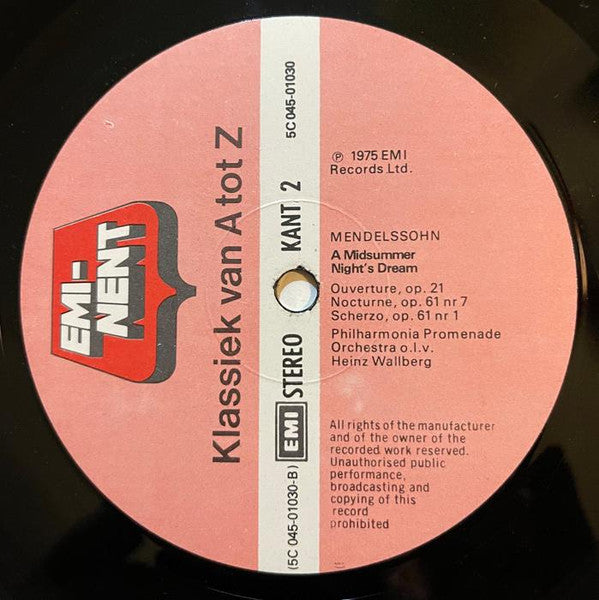 EMI-
NENT
Klassiek van A tot Z
(5C 045-01030-B) EMI STEREO KANT 2 5C 045-01030
℗ 1975 EMI
Records Ltd.
MENDELSSOHN
A Midsummer
Night's Dream
Ouverture, op. 21
Nocturne, op. 61 nr 7
Scherzo, op. 61 nr 1
Philharmonia Promenade
Orchestra o.l.v.
Heinz Wallberg
All rights of the manufacturer
and of the owner of the
recorded work reserved.
Unauthorised public
performance,
broadcasting and
copying of this
record
prohibited